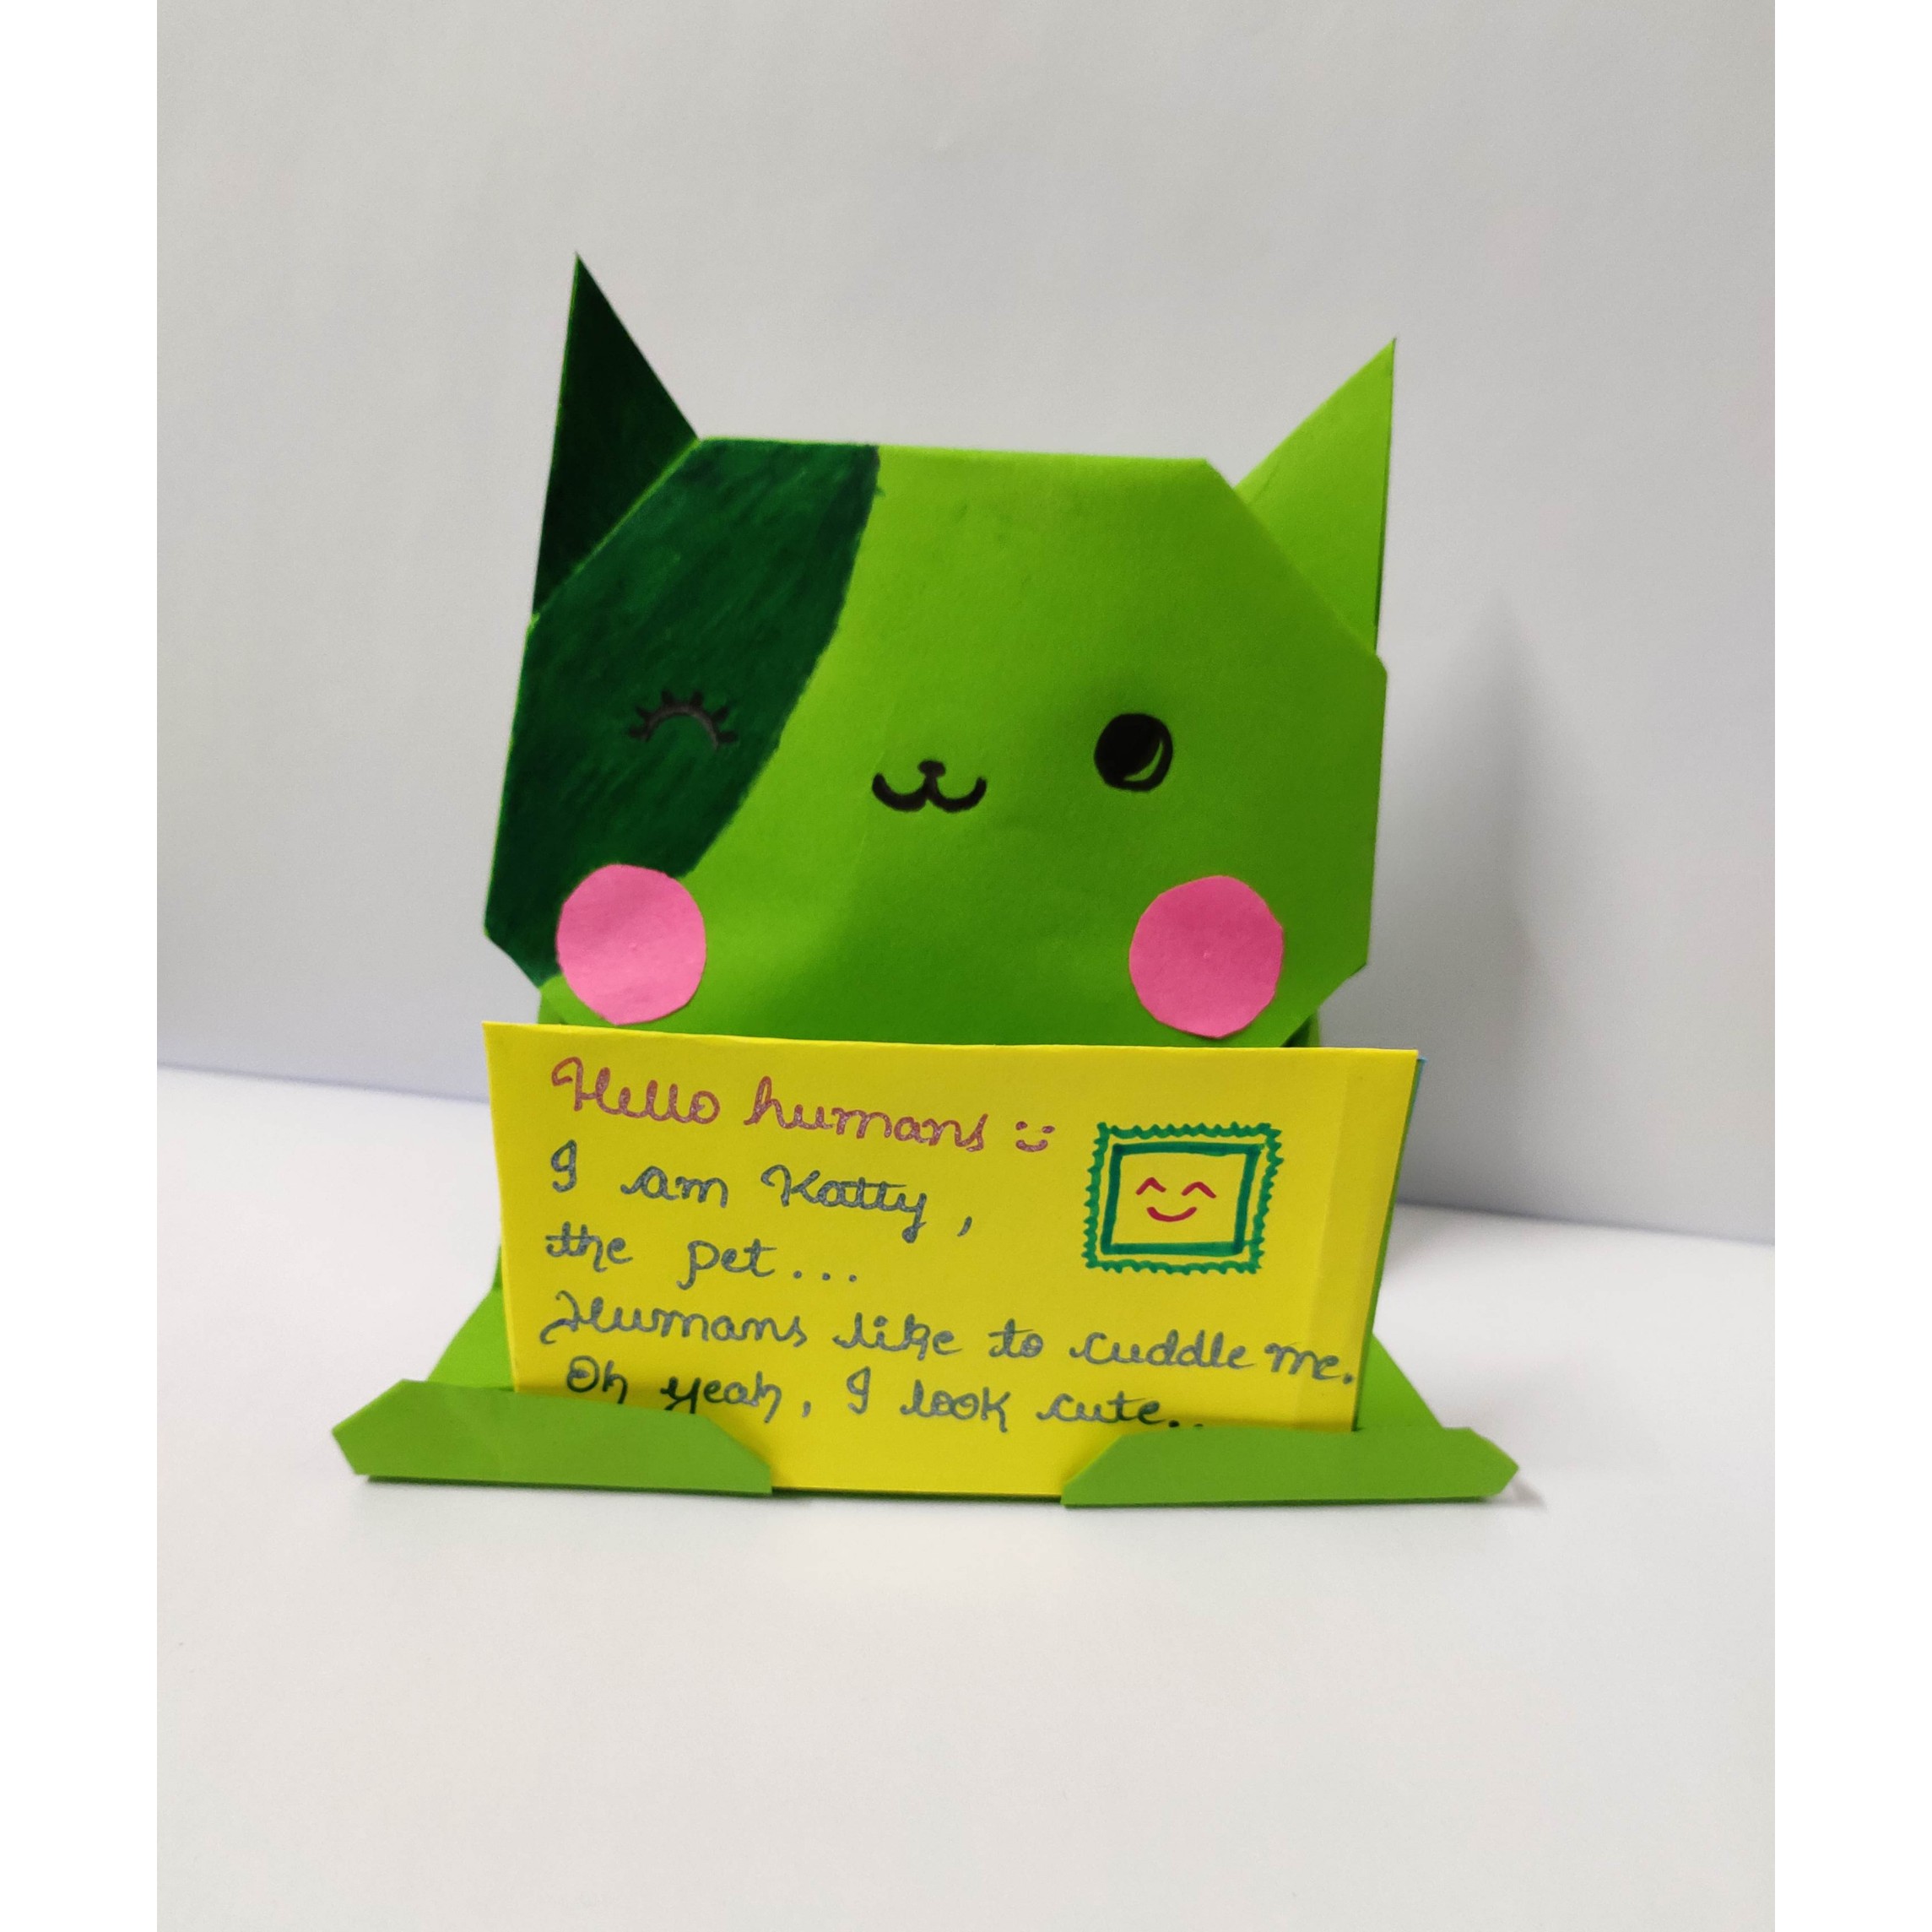 Hello humans :)
I am Katty,
the pet...
Humans like to cuddle me.
Oh yeah, I look cute..